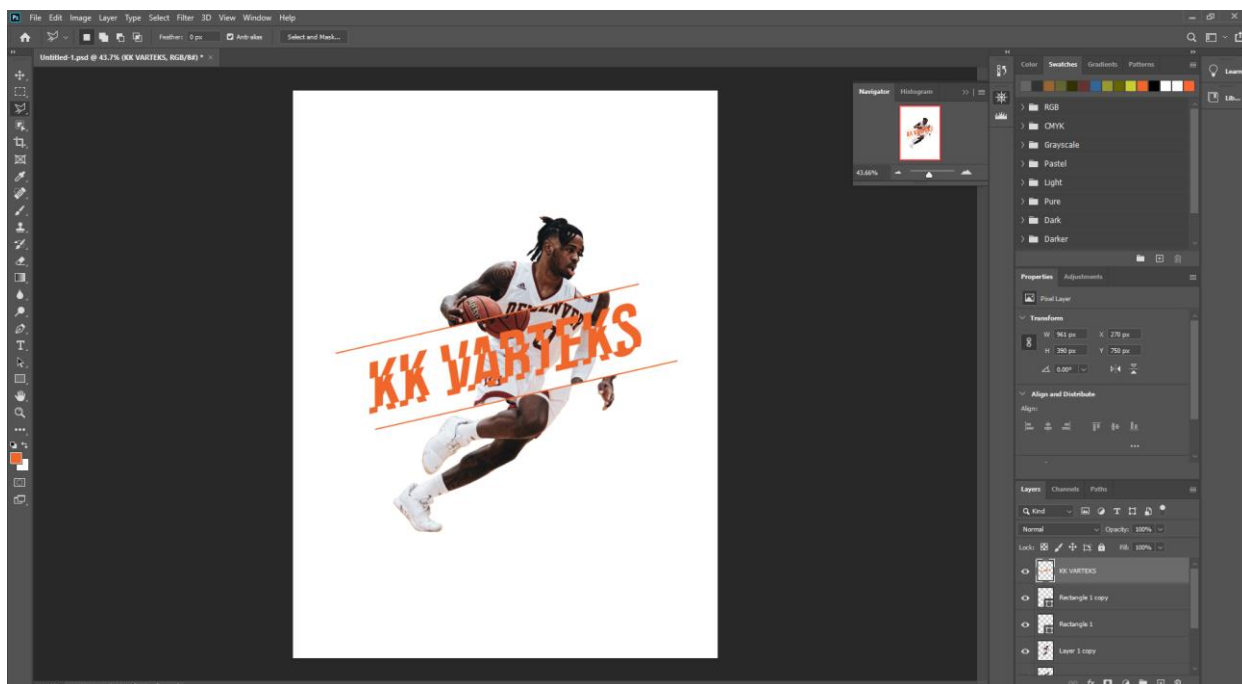 Ps File Edit Image Layer Type Select Filter 3D View Window Help
Feather: 0 px Anti-alias Select and Mask...
Untitled-1.psd @ 43.7% (KK VARTEKS, RGB/8#) * ×
Color Swatches Gradients Patterns
Learn
Lib...
Navigator Histogram
43.66%
RGB
CMYK
Grayscale
Pastel
Light
Pure
Dark
Darker
KK VARTEKS
Properties Adjustments
Pixel Layer
Transform
W 961 px X 270 px
H 390 px Y 750 px
0.00°
Align and Distribute
Align:
...
Layers Channels Paths
Kind
Normal Opacity: 100%
Lock: Fill: 100%
KK VARTEKS
Rectangle 1 copy
Rectangle 1
Layer 1 copy